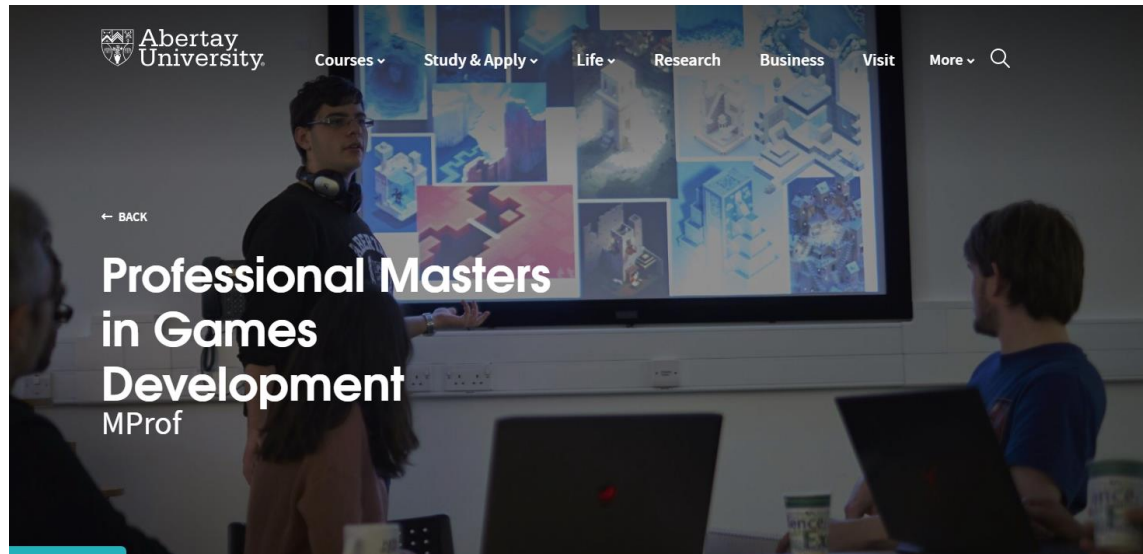 Abertay
University.
Courses
Study & Apply
Life
Research
Business
Visit
More
← BACK
Professional Masters
in Games
Development
MProf